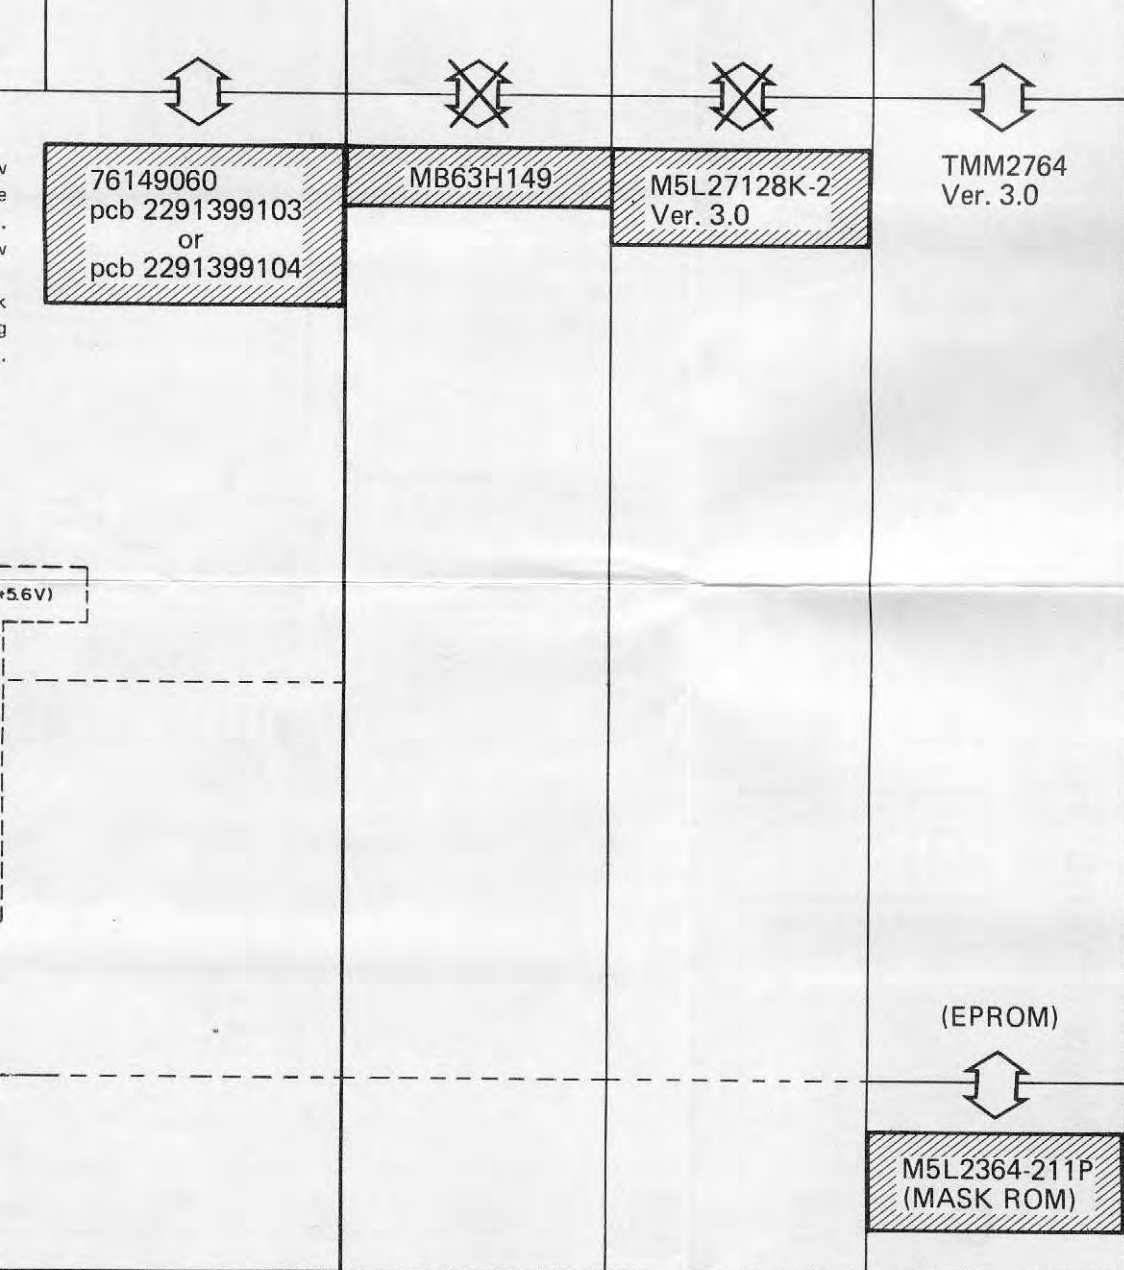 76149060
pcb 2291399103
or
pcb 2291399104
MB63H149
M5L27128K-2
Ver. 3.0
TMM2764
Ver. 3.0
w
e
.
w
k
g
.
+5.6V)
(EPROM)
M5L2364-211P
(MASK ROM)